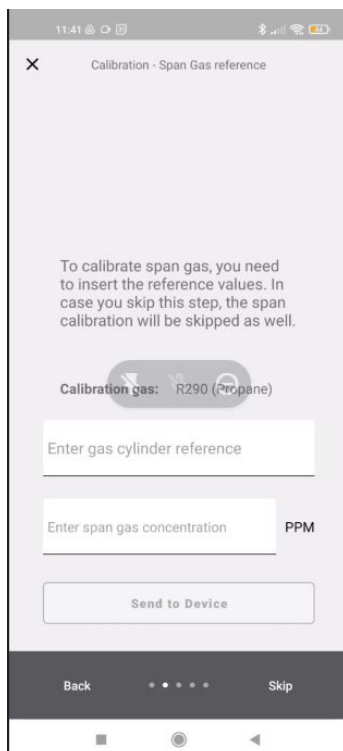 11:41
Calibration - Span Gas reference
To calibrate span gas, you need
to insert the reference values. In
case you skip this step, the span
calibration will be skipped as well.
Calibration gas: R290 (Propane)
Enter gas cylinder reference
Enter span gas concentration PPM
Send to Device
Back Skip